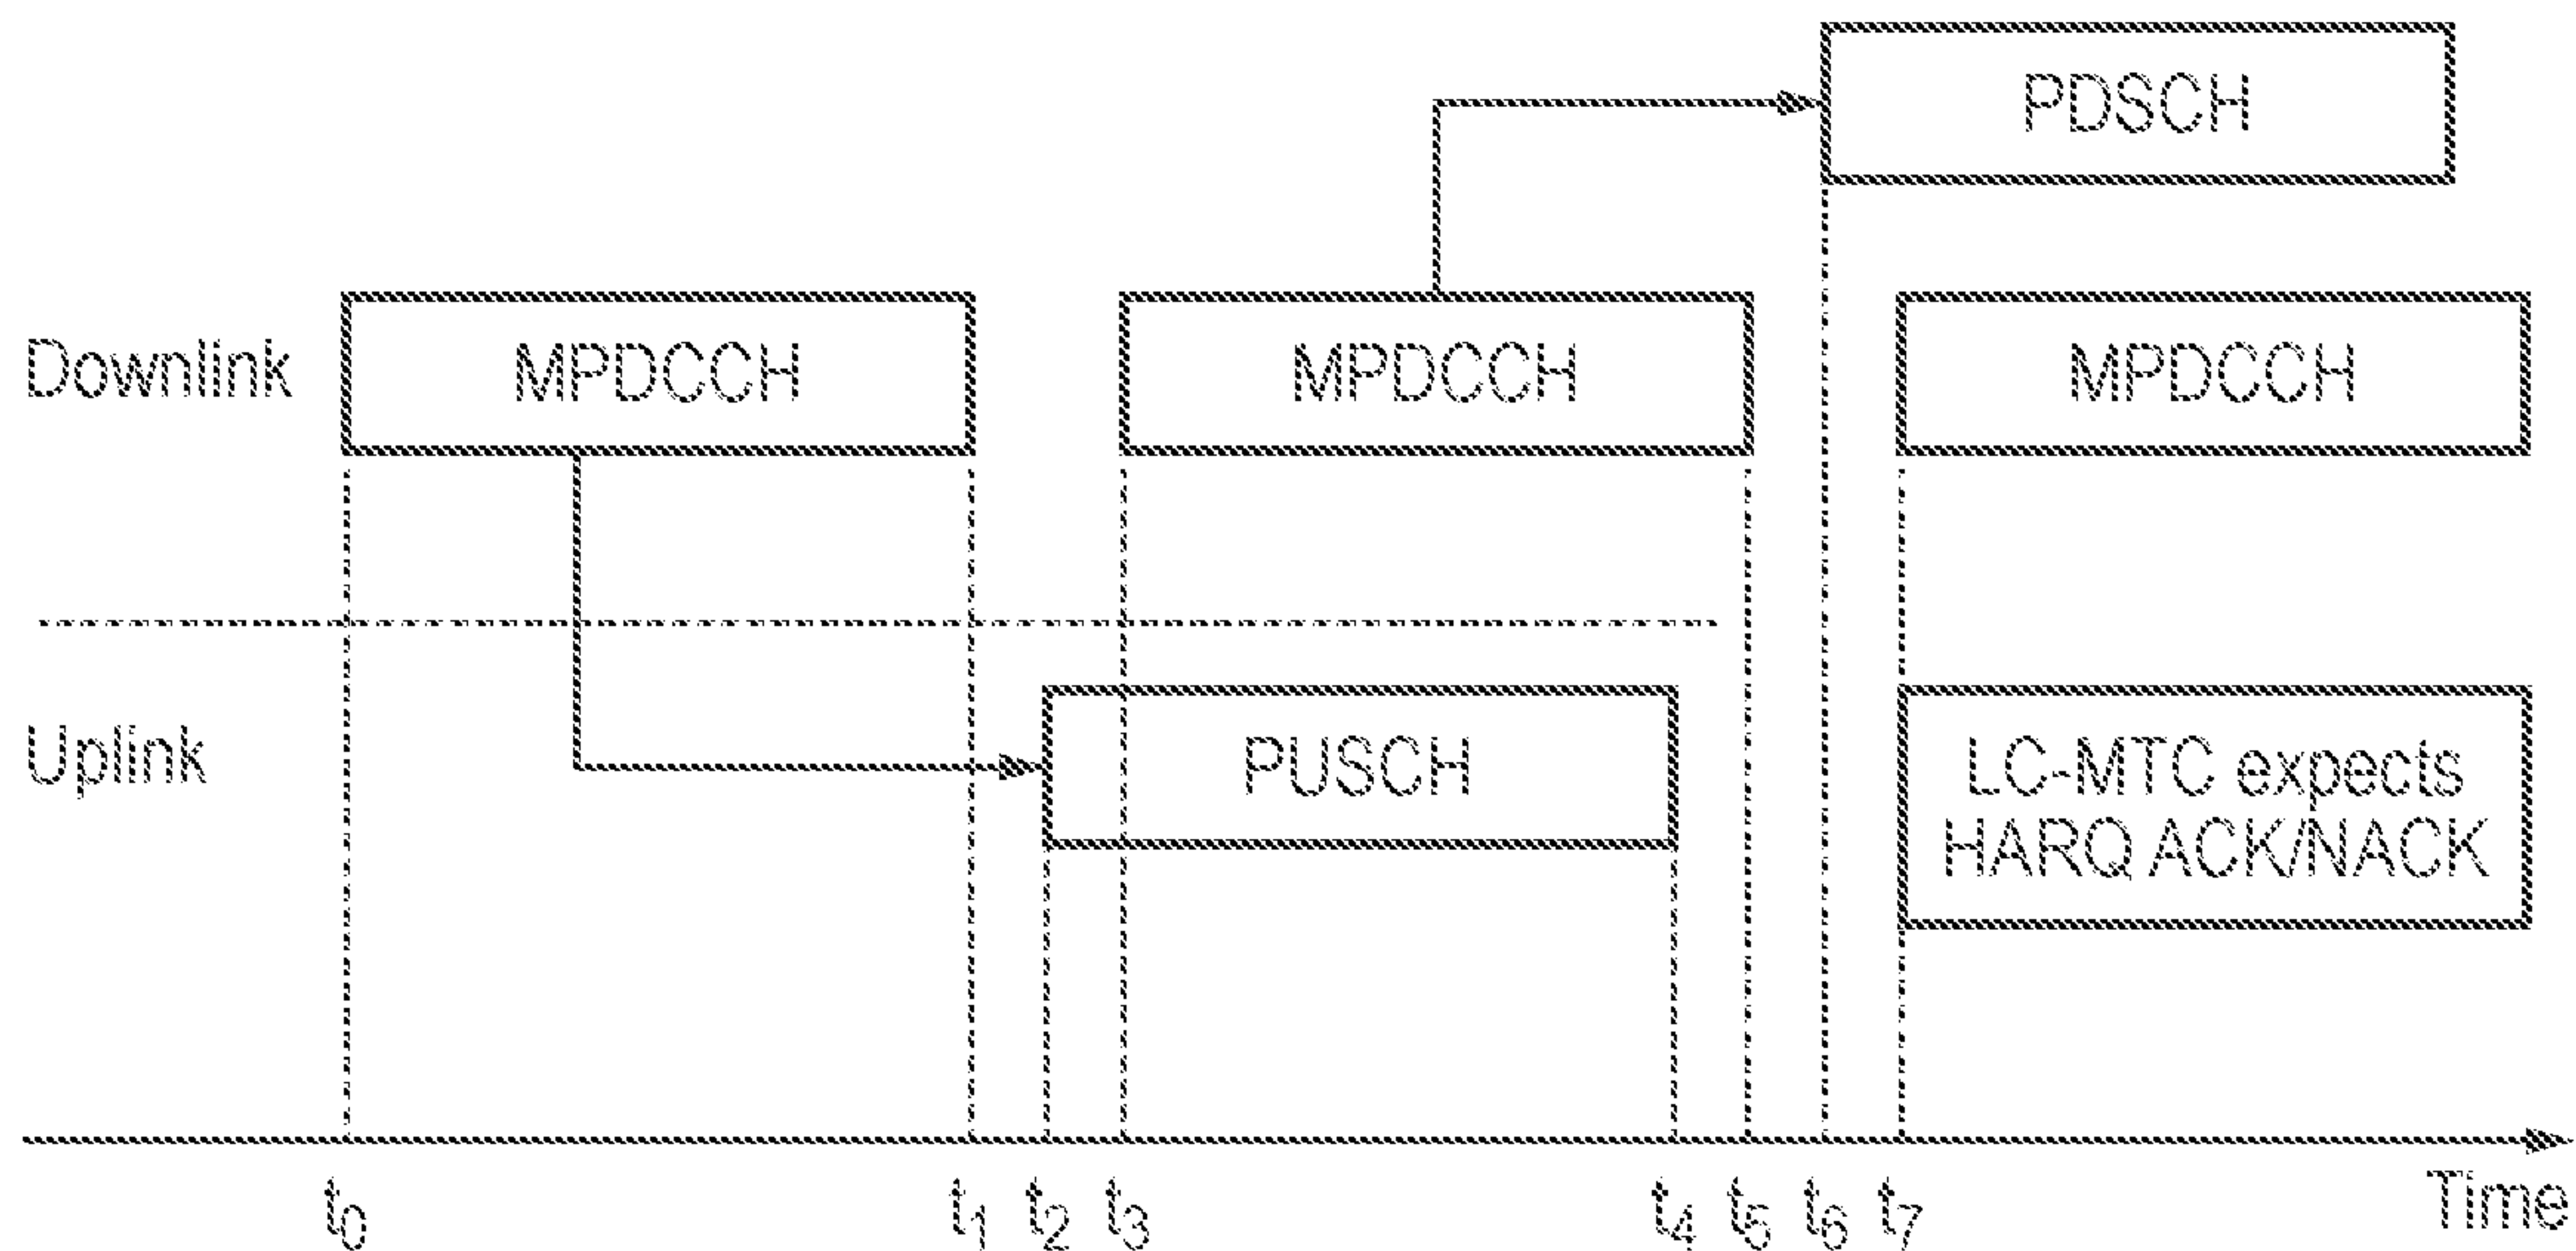 PDSCH
Downlink
MPDCCH
MPDCCH
MPDCCH
Uplink
PUSCH
LC-MTC expects
HARQ ACK/NACK
t0 t1 t2 t3 t4 t5 t6 t7
Time